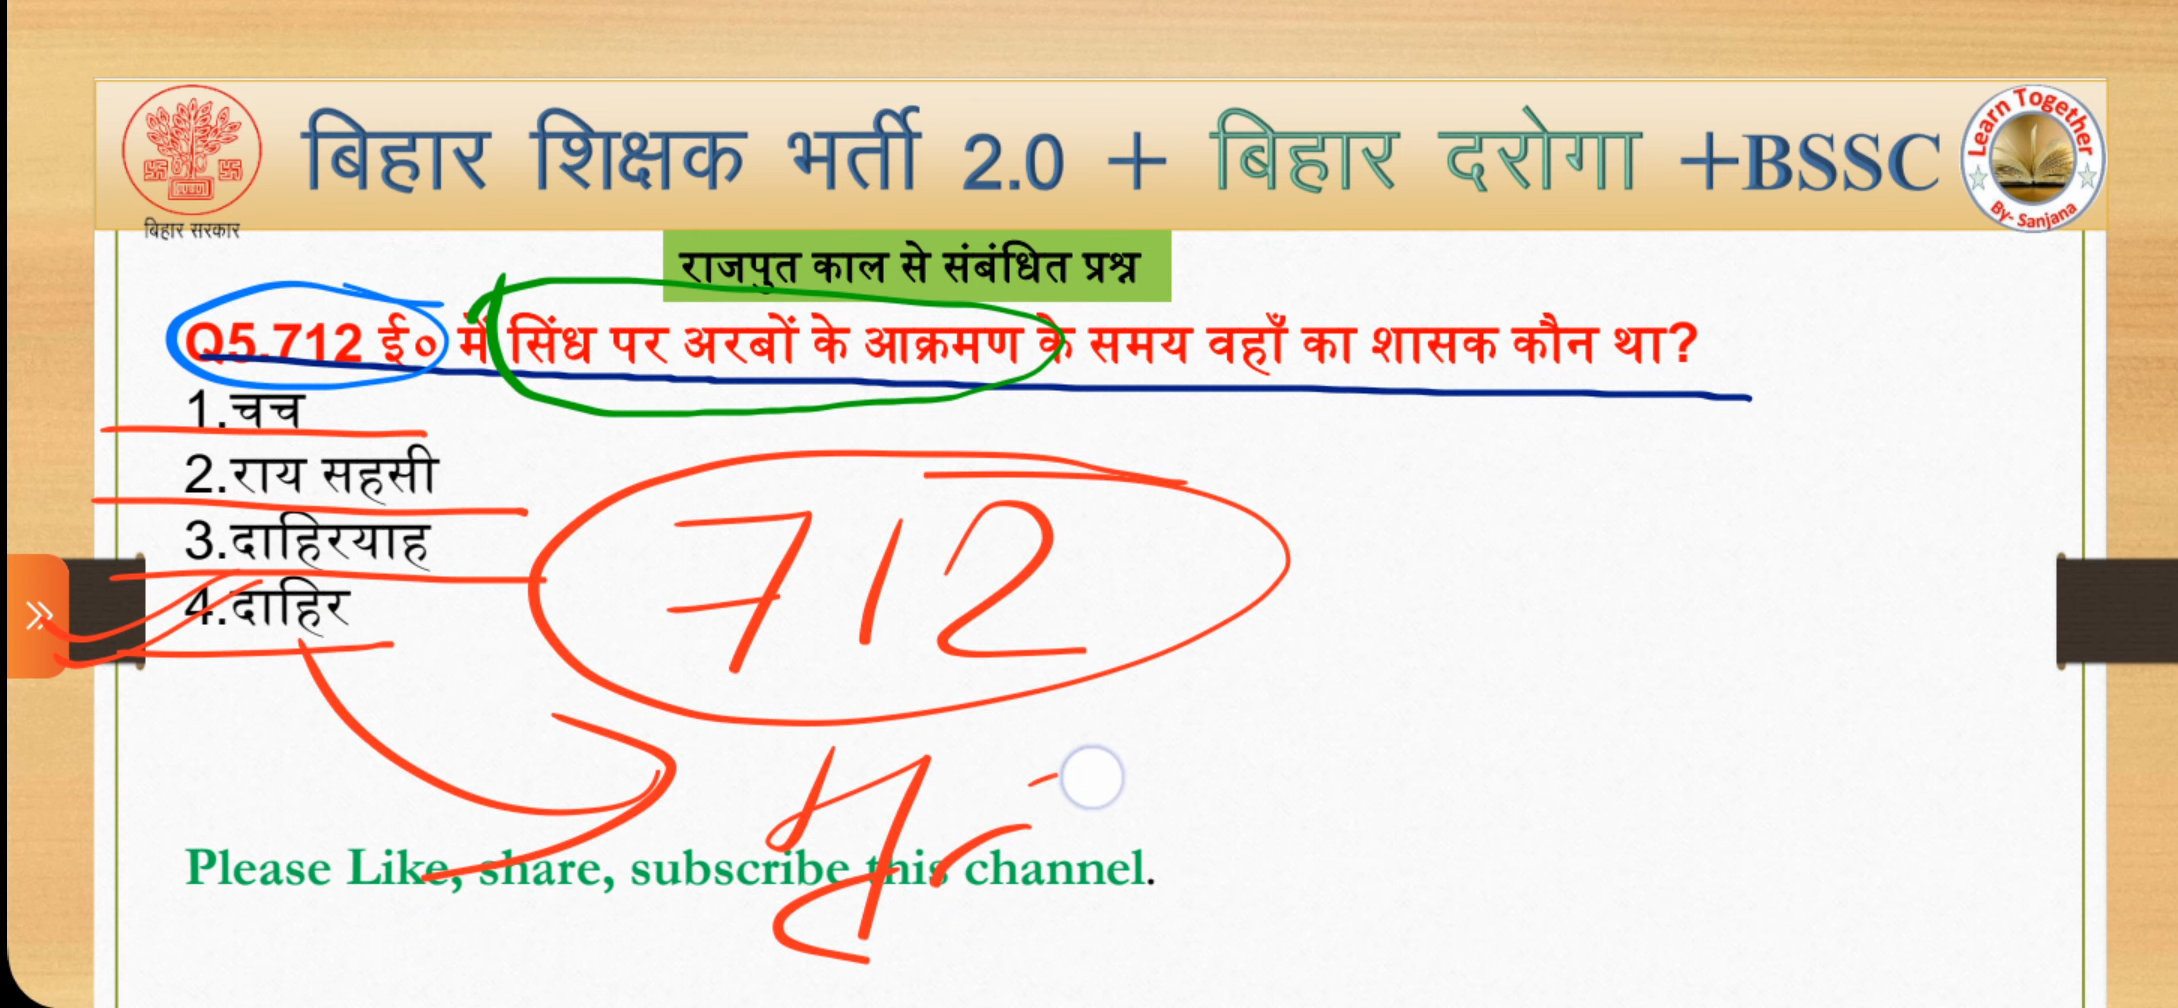 बिहार शिक्षक भर्ती 2.0 + बिहार दरोगा +BSSC
Learn Together
By- Sanjana
बिहार सरकार
राजपुत काल से संबंधित प्रश्न
Q5.712 ई० में सिंध पर अरबों के आक्रमण के समय वहाँ का शासक कौन था?
1.चच
2.राय सहसी
3.दाहिरयाह
4.दाहिर
712
Please Like, share, subscribe this channel.